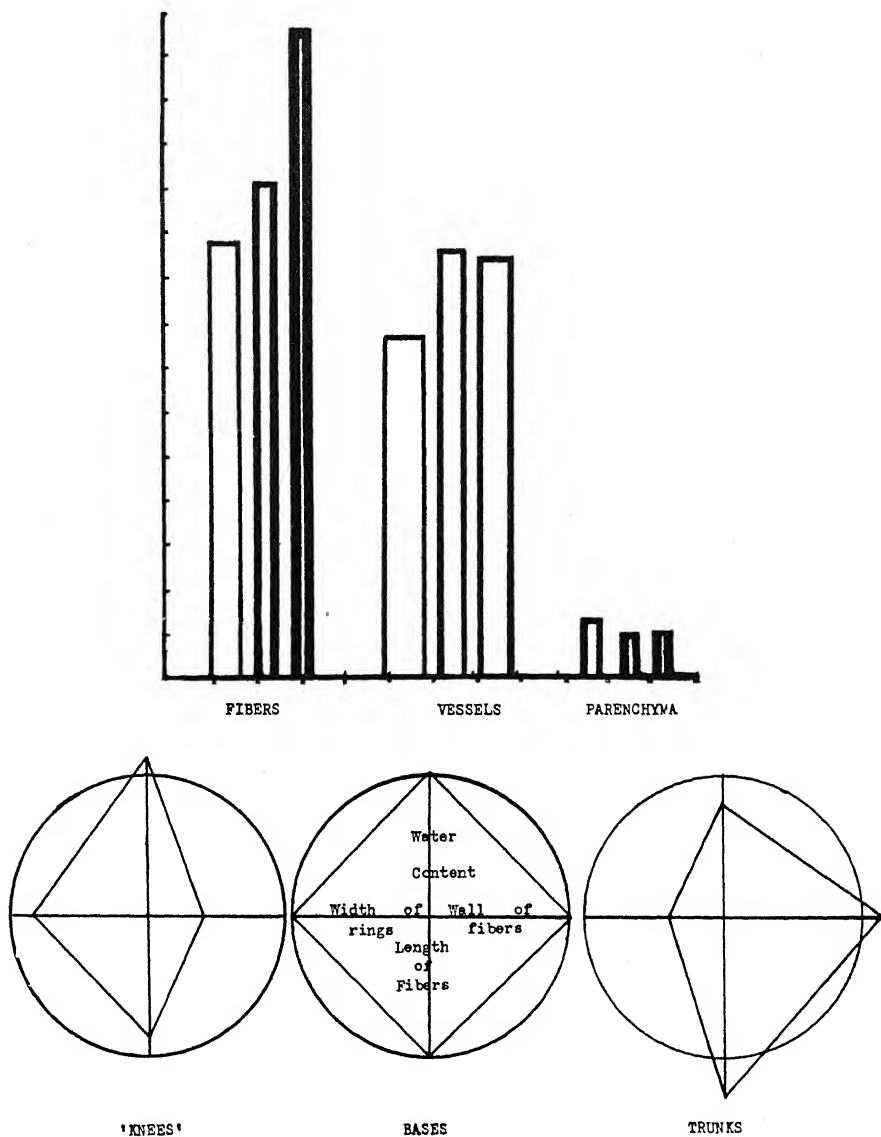 FIBERS VESSELS PARENCHYMA
Water
Content
Width of Wall of
rings fibers
Length
of
Fibers
'KNEES' BASES TRUNKS